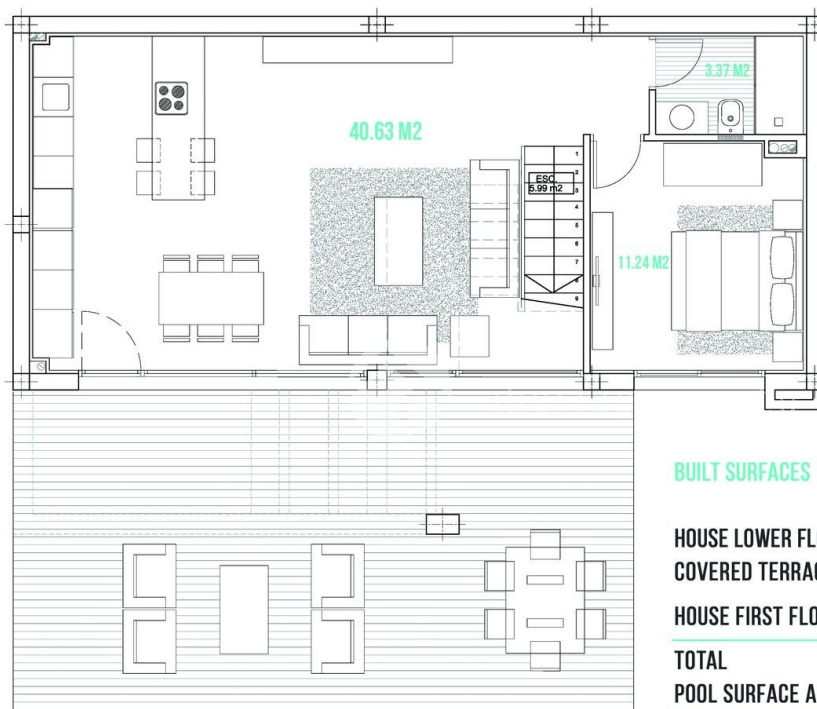 3.37 M2
40.63 M2
ESC.
5.99 m2
1
2
3
4
5
6
7
8
9
11.24 M2
BUILT SURFACES
HOUSE LOWER FL
COVERED TERRA
HOUSE FIRST FLO
TOTAL
POOL SURFACE A